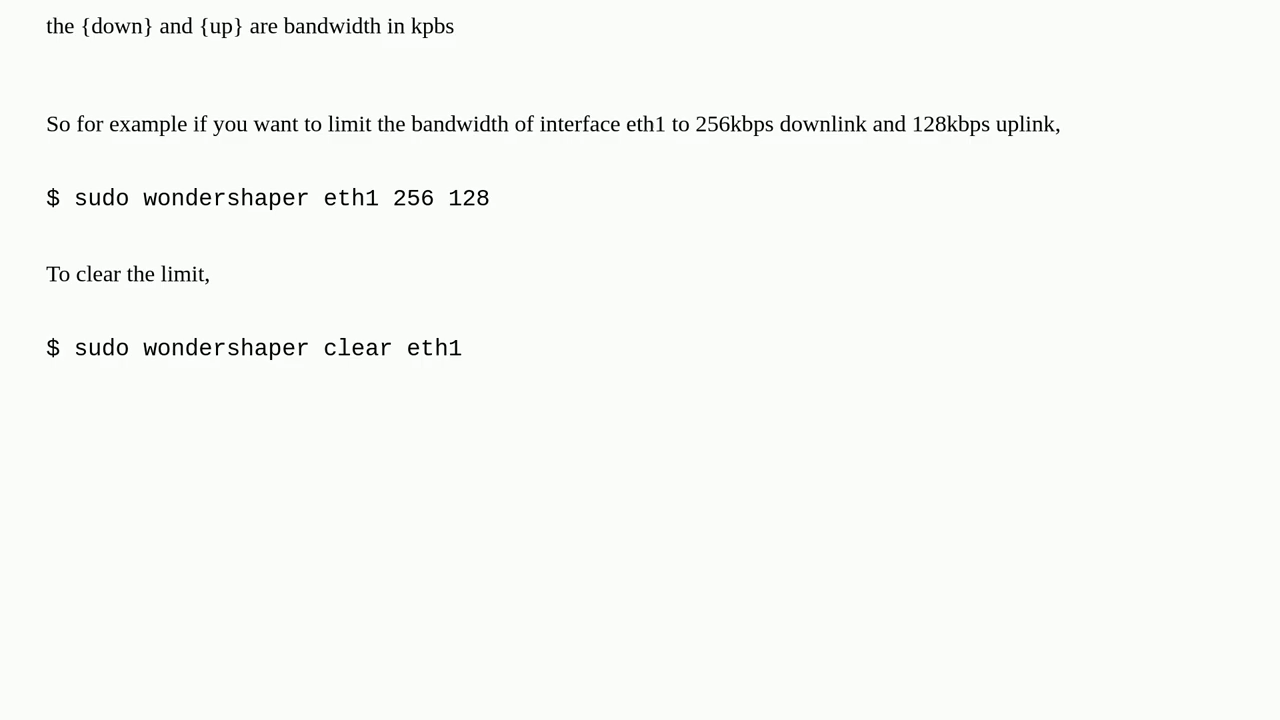 the {down} and {up} are bandwidth in kpbs
So for example if you want to limit the bandwidth of interface eth1 to 256kbps downlink and 128kbps uplink,
$ sudo wondershaper eth1 256 128
To clear the limit,
$ sudo wondershaper clear eth1